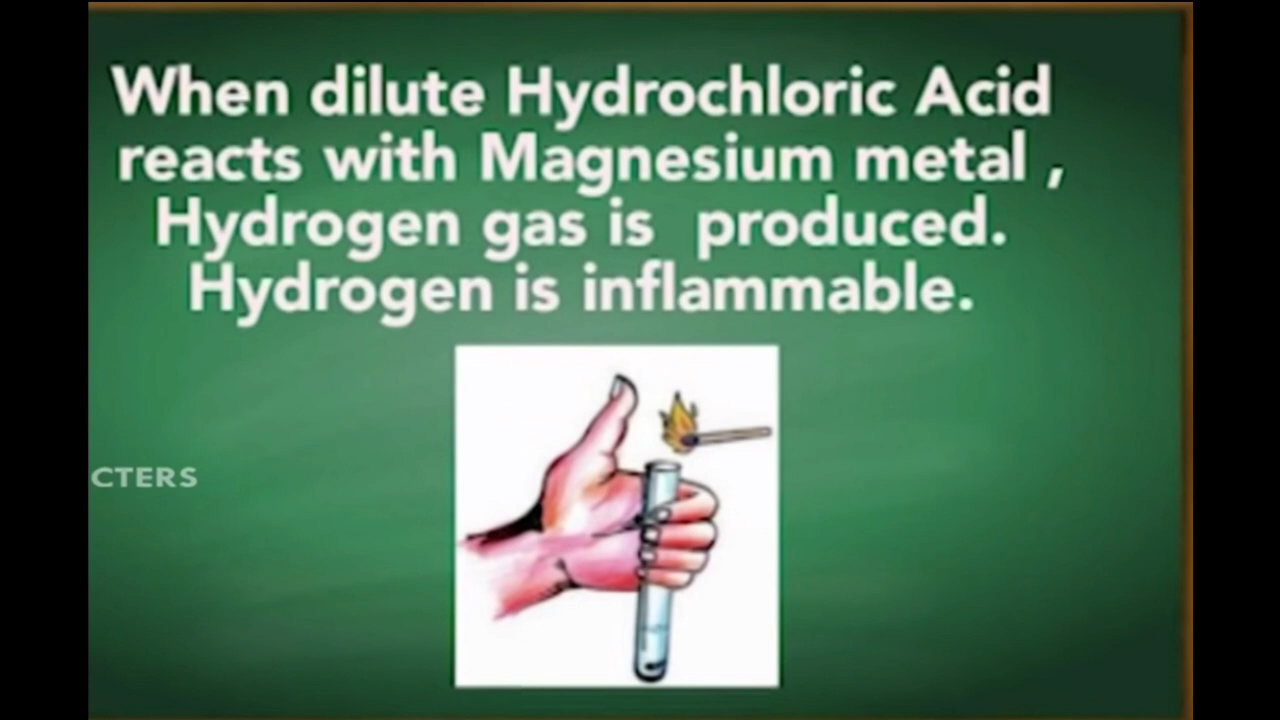 When dilute Hydrochloric Acid
reacts with Magnesium metal ,
Hydrogen gas is  produced.
Hydrogen is inflammable.
CTERS